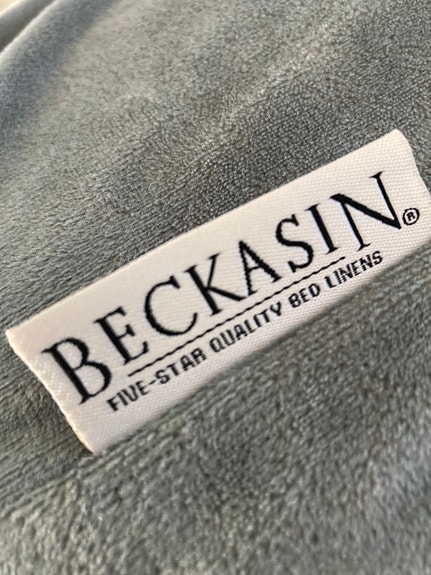 BECKASIN®
FIVE-STAR QUALITY BED LINENS